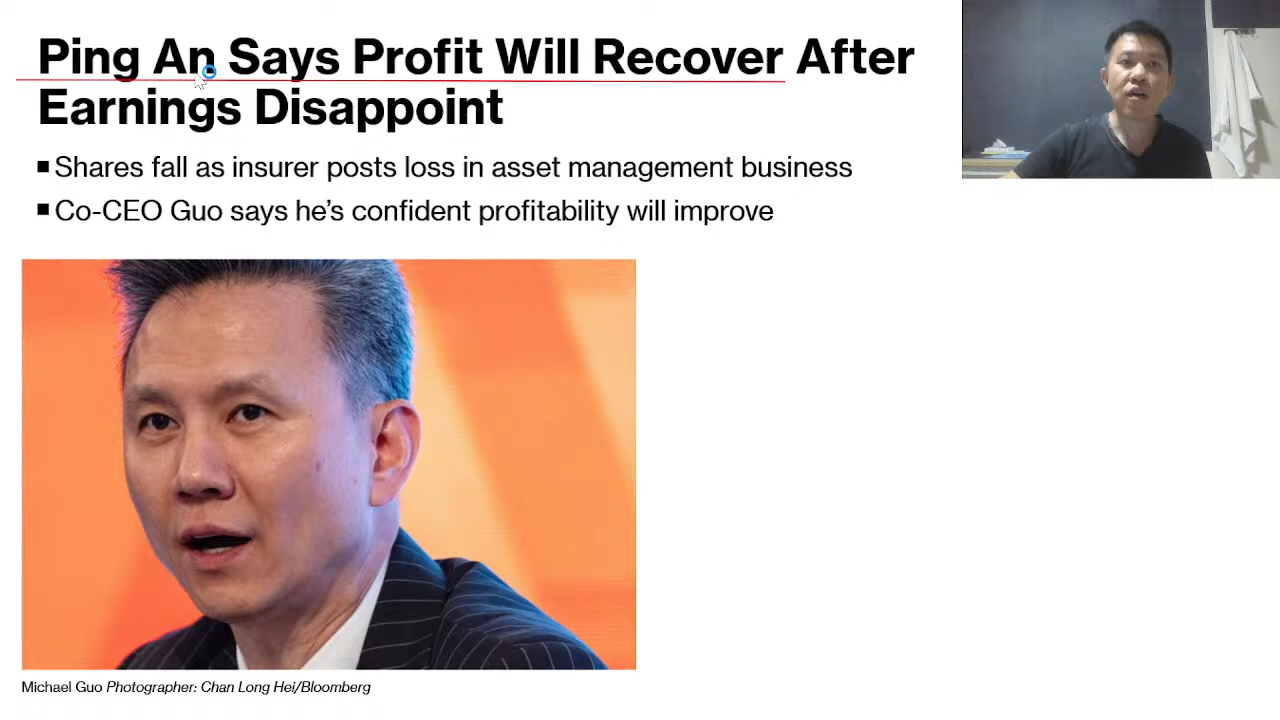 Ping An Says Profit Will Recover After
Earnings Disappoint
■ Shares fall as insurer posts loss in asset management business
■ Co-CEO Guo says he’s confident profitability will improve
Michael Guo Photographer: Chan Long Hei/Bloomberg